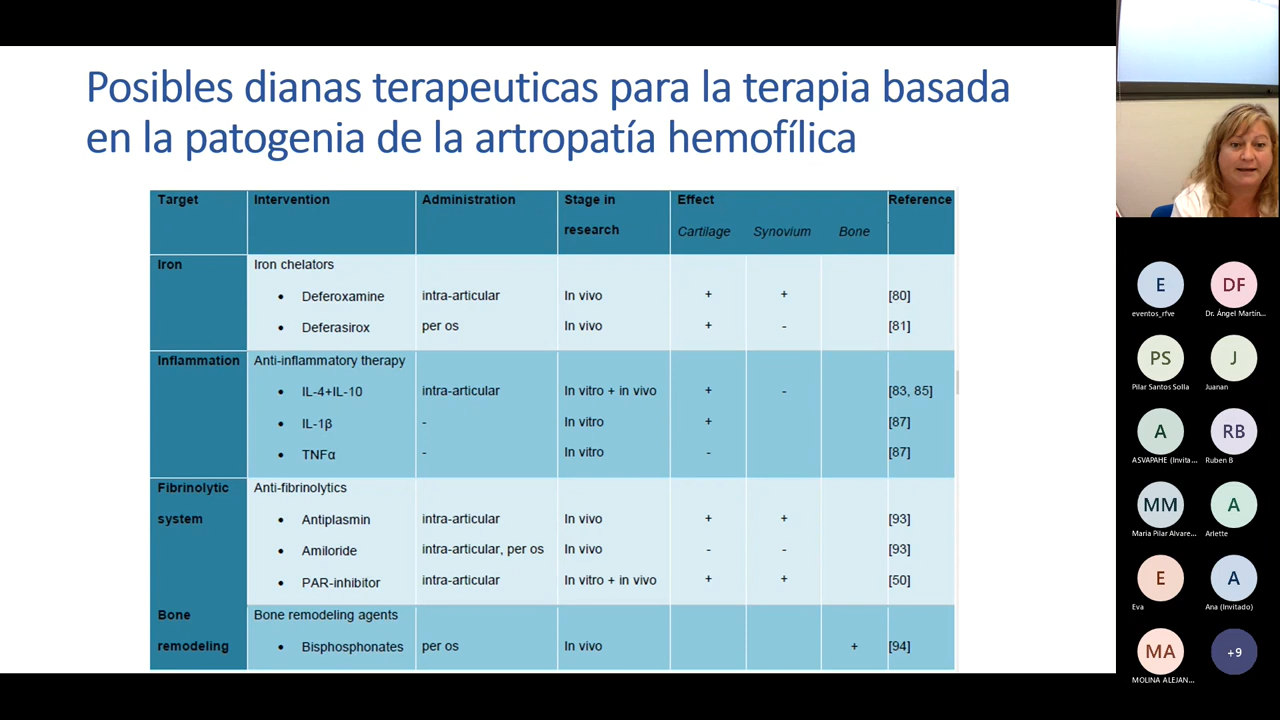 Posibles dianas terapeuticas para la terapia basada
en la patogenia de la artropatía hemofílica
Target Intervention Administration Stage in research Effect Reference
Cartilage Synovium Bone
Iron Iron chelators
• Deferoxamine intra-articular In vivo + + [80]
• Deferasirox per os In vivo + - [81]
Inflammation Anti-inflammatory therapy
• IL-4+IL-10 intra-articular In vitro + in vivo + - [83, 85]
• IL-1β - In vitro + [87]
• TNFα - In vitro - [87]
Fibrinolytic system Anti-fibrinolytics
• Antiplasmin intra-articular In vivo + + [93]
• Amiloride intra-articular, per os In vivo - - [93]
• PAR-inhibitor intra-articular In vitro + in vivo + + [50]
Bone remodeling Bone remodeling agents
• Bisphosphonates per os In vivo + [94]
E DF
eventos_rfve Dr. Ángel Martín...
PS J
Pilar Santos Solla Juanan
A RB
ASVAPAHE (Invita... Ruben B
MM A
Maria Pilar Alvare... Arlette
E A
Eva Ana (Invitado)
MA +9
MOLINA ALEJAN...